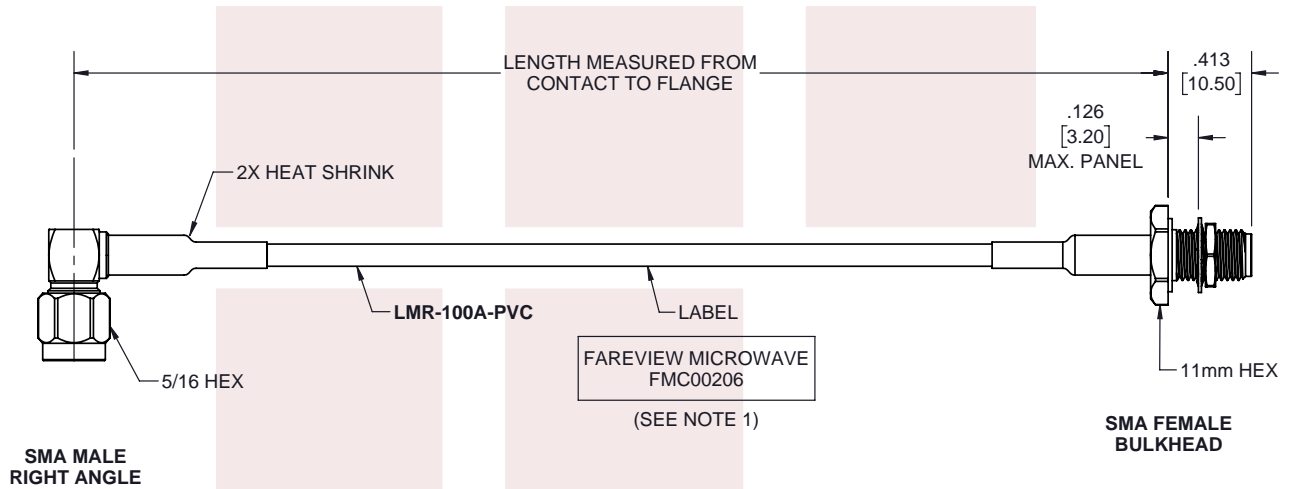 LENGTH MEASURED FROM
CONTACT TO FLANGE
.413
[10.50]
.126
[3.20]
MAX. PANEL
2X HEAT SHRINK
LMR-100A-PVC
LABEL
FAREVIEW MICROWAVE
FMC00206
(SEE NOTE 1)
5/16 HEX
11mm HEX
SMA MALE
RIGHT ANGLE
SMA FEMALE
BULKHEAD